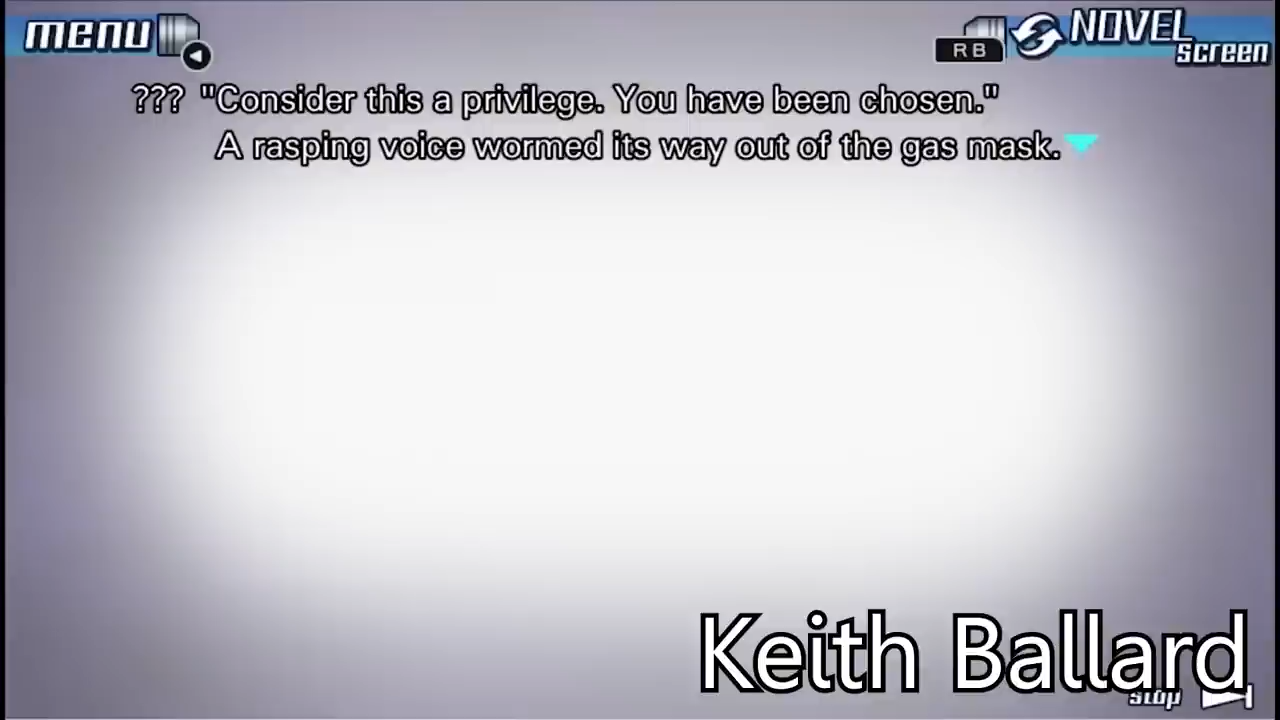 menu
RB
NOVEL
screen
??? "Consider this a privilege. You have been chosen."
A rasping voice wormed its way out of the gas mask.
Keith Ballard
stop